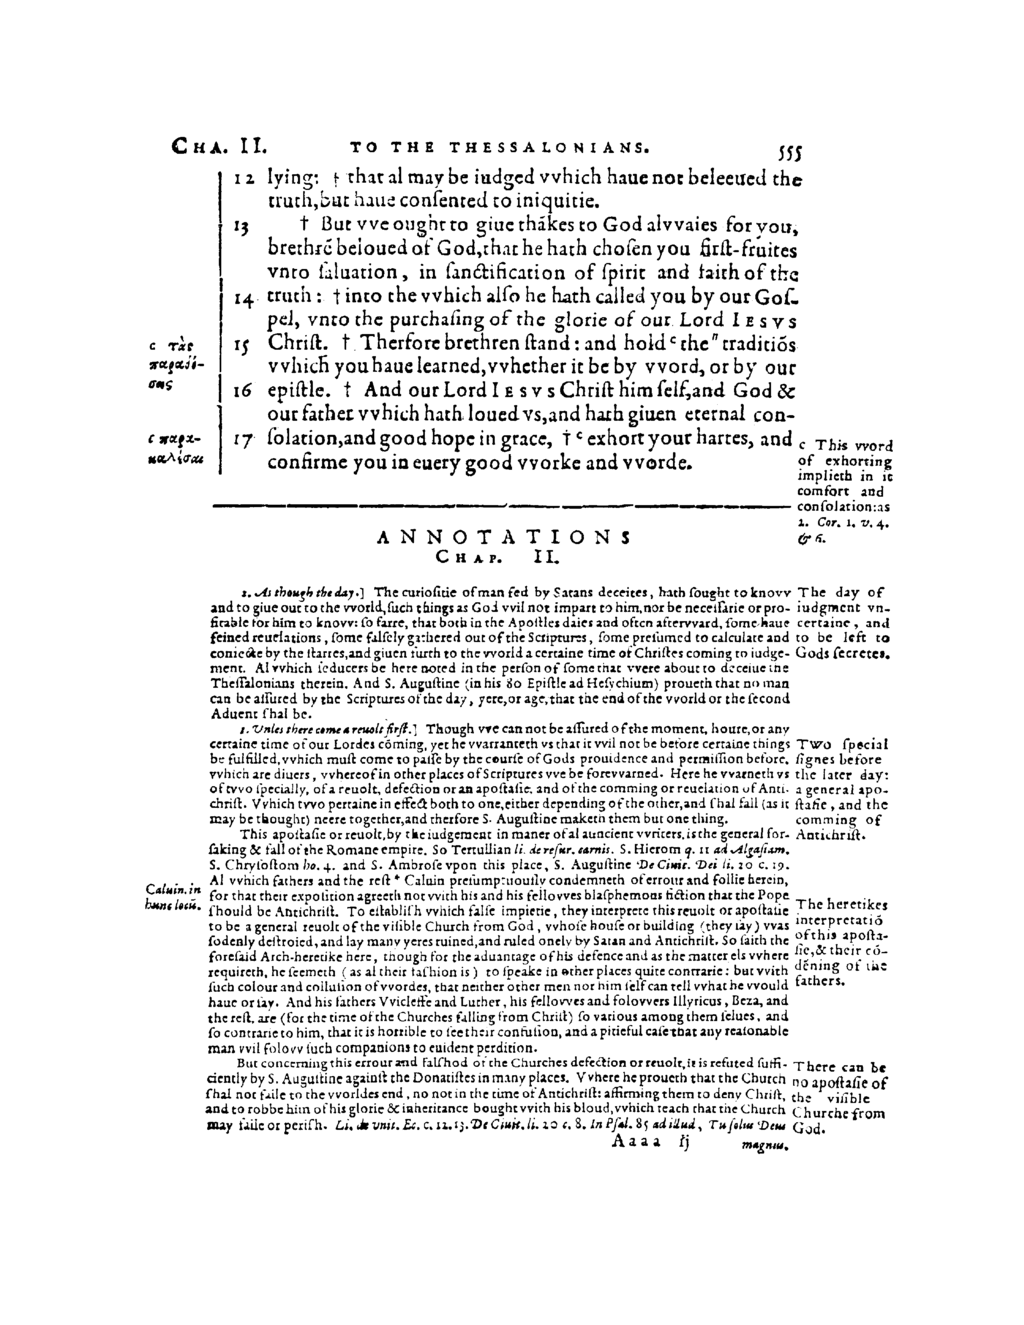 CHA. II. TO THE THESSALONIANS. 555
12 lying: † that al may be iudged vvhich haue not beleeued the
truth, but haue conſented to iniquitie.
13 † But vve ought to giue thãkes to God alvvaies for you,
brethrẽ beloued of God, that he hath choſen you firſt-fruites
vnto ſaluation, in ſanctification of ſpirit and faith of the
14 truth: † into the vvhich alſo he hath called you by our Goſ-
pel, vnto the purchaſing of the glorie of our Lord IESVS
15 Chriſt. † Therfore brethren ſtand: and hold c the " traditiõs
vvhich you haue learned, vvhether it be by vvord, or by our
16 epiſtle. † And our Lord IESVS Chriſt him ſelf, and God &
our father vvhich hath loued vs, and hath giuen eternal con-
17 ſolation, and good hope in grace, † c exhort your hartes, and
confirme you in euery good vvorke and vvorde.
c τὰς
παραδό-
σεις
c παρα-
καλέσαι
c This vvord
of exhorting
implieth in it
comfort and
conſolation: as
2. Cor. 1. v. 4.
& 6.
ANNOTATIONS
CHAP. II.
2. As though the day.] The curioſitie of man fed by Satans deceites, hath ſought to knovv
and to giue out to the vvorld, ſuch things as God vvil not impart to him, nor be neceſſarie or pro-
fitable for him to knovv: ſo farre, that both in the Apoſtles daies and often aftervvard, ſome haue
feined reuelations, ſome falſely gathered out of the Scriptures, ſome preſumed to calculate and
coniecte by the ſtarres, and giuen furth to the vvorld a certaine time of Chriſtes coming to iudge-
ment. Al vvhich ſeducers be here noted in the perſon of ſome that vvere about to deceiue the
Theſſalonians therein. And S. Auguſtine (in his 80 Epiſtle ad Heſychium) proueth that no man
can be aſſured by the Scriptures of the day, yere, or age, that the end of the vvorld or the ſecond
Aduent ſhal be.
The day of
iudgment vn-
certaine, and
to be left to
Gods ſecretes.
3. Vnles there come a reuolt firſt.] Though vve can not be aſſured of the moment, houre, or any
certaine time of our Lordes cõming, yet he vvarranteth vs that it vvil not be before certaine things
be fulfilled, vvhich muſt come to paſſe by the courſe of Gods prouidence and permiſſion before,
vvhich are diuers, vvhereof in other places of Scriptures vve be forevvarned. Here he vvarneth vs
of tvvo ſpecially, of a reuolt, defection or an apoſtaſie, and of the comming or reuelation of Anti-
chriſt. Vvhich tvvo pertaine in effect both to one, either depending of the other, and ſhal fall (as it
may be thought) neere together, and therfore S. Auguſtine maketh them but one thing.
Two ſpecial
ſignes before
the later day:
a general apo-
ſtaſie, and the
comming of
Antichriſt.
This apoſtaſie or reuolt, by the iudgement in maner of al auncient vvriters, is the general for-
ſaking & fall of the Romane empire. So Tertullian li. de reſur. carnis. S. Hierom q. 11 ad Algaſiam.
S. Chryſoſtom ho. 4. and S. Ambroſe vpon this place, S. Auguſtine De Ciuit. Dei li. 20 c. 19.
Al vvhich fathers and the reſt * Caluin preſumptuouſly condemneth of errour and follie herein,
for that their expoſition agreeth not vvith his and his fellovves blaſphemous fiction that the Pope
ſhould be Antichriſt. To eſtabliſh vvhich falſe impietie, they interprete this reuolt or apoſtaſie
to be a general reuolt of the viſible Church from God, vvhoſe houſe or building (they ſay) vvas
ſodenly deſtroied, and lay many yeres ruined, and ruled onely by Satan and Antichriſt. So ſaith the
foreſaid Arch-heretike here, though for the aduantage of his defence and as the matter els vvhere
requireth, he ſeemeth (as al their faſhion is) to ſpeake in other places quite contrarie: but vvith
ſuch colour and colluſion of vvordes, that neither other men nor him ſelf can tell vvhat he vvould
haue or ſay. And his fathers Vvicleffe and Luther, his fellovves and folovvers Illyricus, Beza, and
the reſt, are (for the time of the Churches falling from Chriſt) ſo various among them ſelues, and
ſo contrarie to him, that it is horrible to ſee their confuſion, and a pitieful caſe that any reaſonable
man vvil folovv ſuch companions to euident perdition.
Caluin. in
hunc locũ.
The heretikes
interpretatiõ
of this apoſta-
ſie, & their cõ-
dẽning of the
fathers.
But concerning this errour and falſhod of the Churches defection or reuolt, it is refuted ſuffi-
ciently by S. Auguſtine againſt the Donatiſtes in many places. Vvhere he proueth that the Church
ſhal not faile to the vvorldes end, no not in the time of Antichriſt: affirming them to deny Chriſt,
and to robbe him of his glorie & inheritance bought vvith his bloud, vvhich teach that the Church
may faile or periſh. Li. de vnit. Ec. c. 12. 13. De Ciuit. li. 20 c. 8. In Pſal. 85 ad illud, Tu ſolus Deus
There can be
no apoſtaſie of
the viſible
Churche from
God.
Aaaa ij magnus.